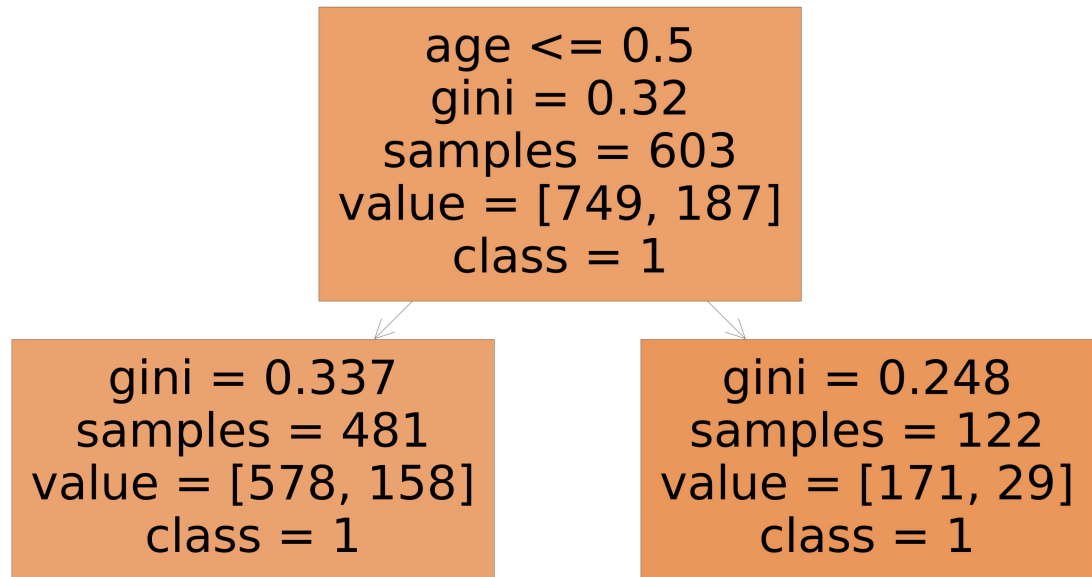 age <= 0.5
gini = 0.32
samples = 603
value = [749, 187]
class = 1
gini = 0.337
samples = 481
value = [578, 158]
class = 1
gini = 0.248
samples = 122
value = [171, 29]
class = 1